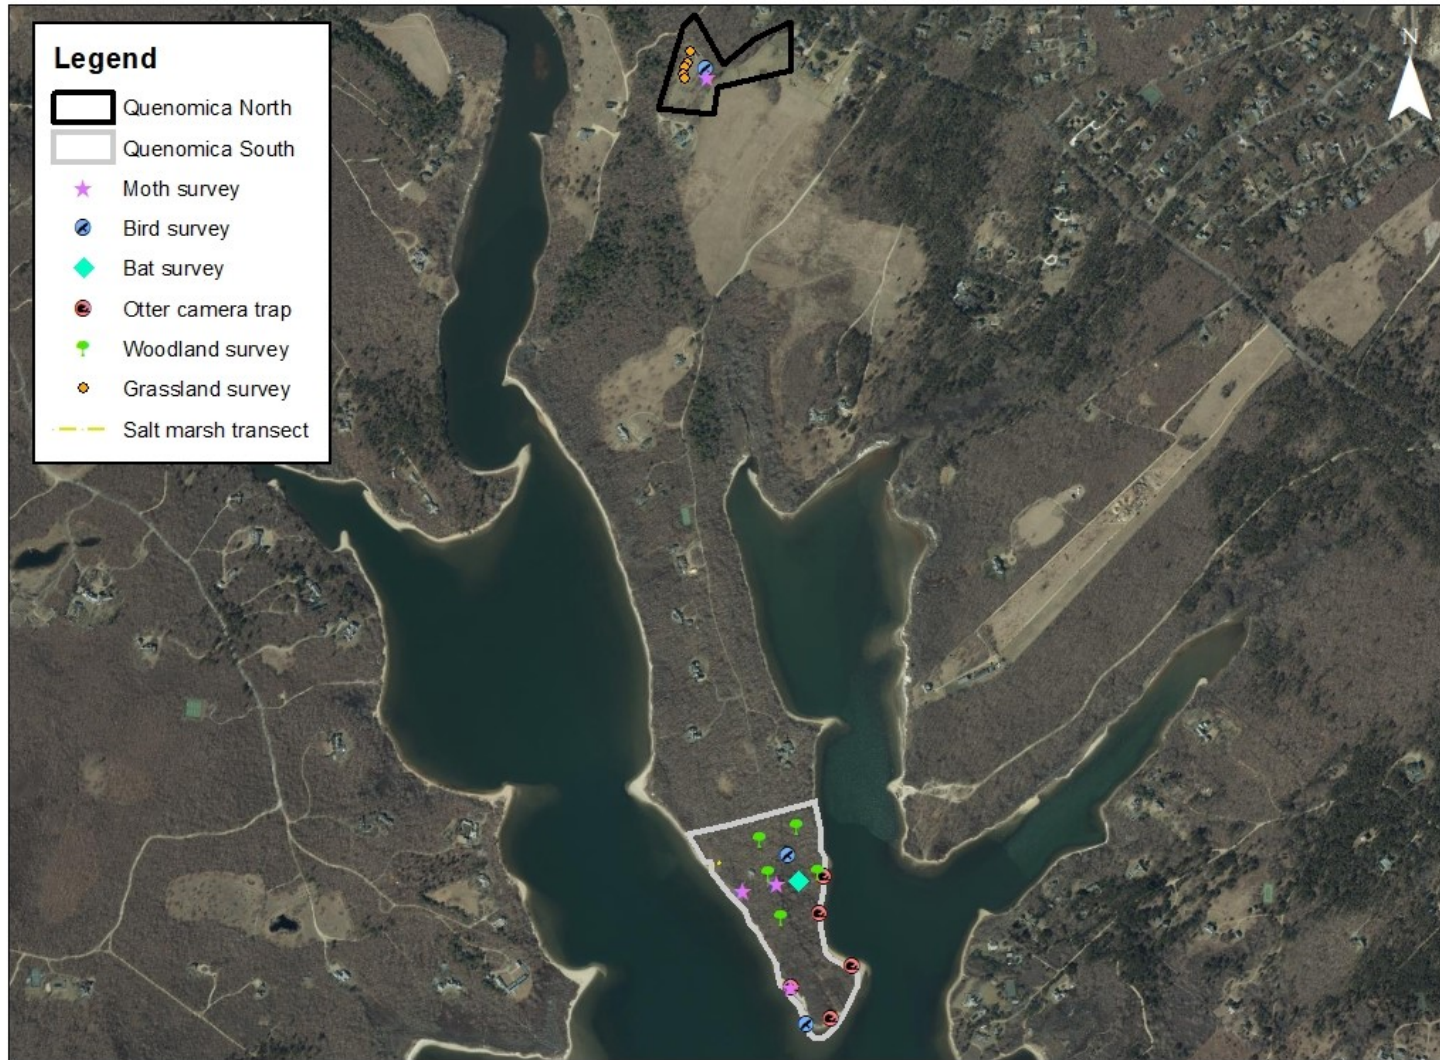 Legend
Quenomica North
Quenomica South
Moth survey
Bird survey
Bat survey
Otter camera trap
Woodland survey
Grassland survey
Salt marsh transect
N